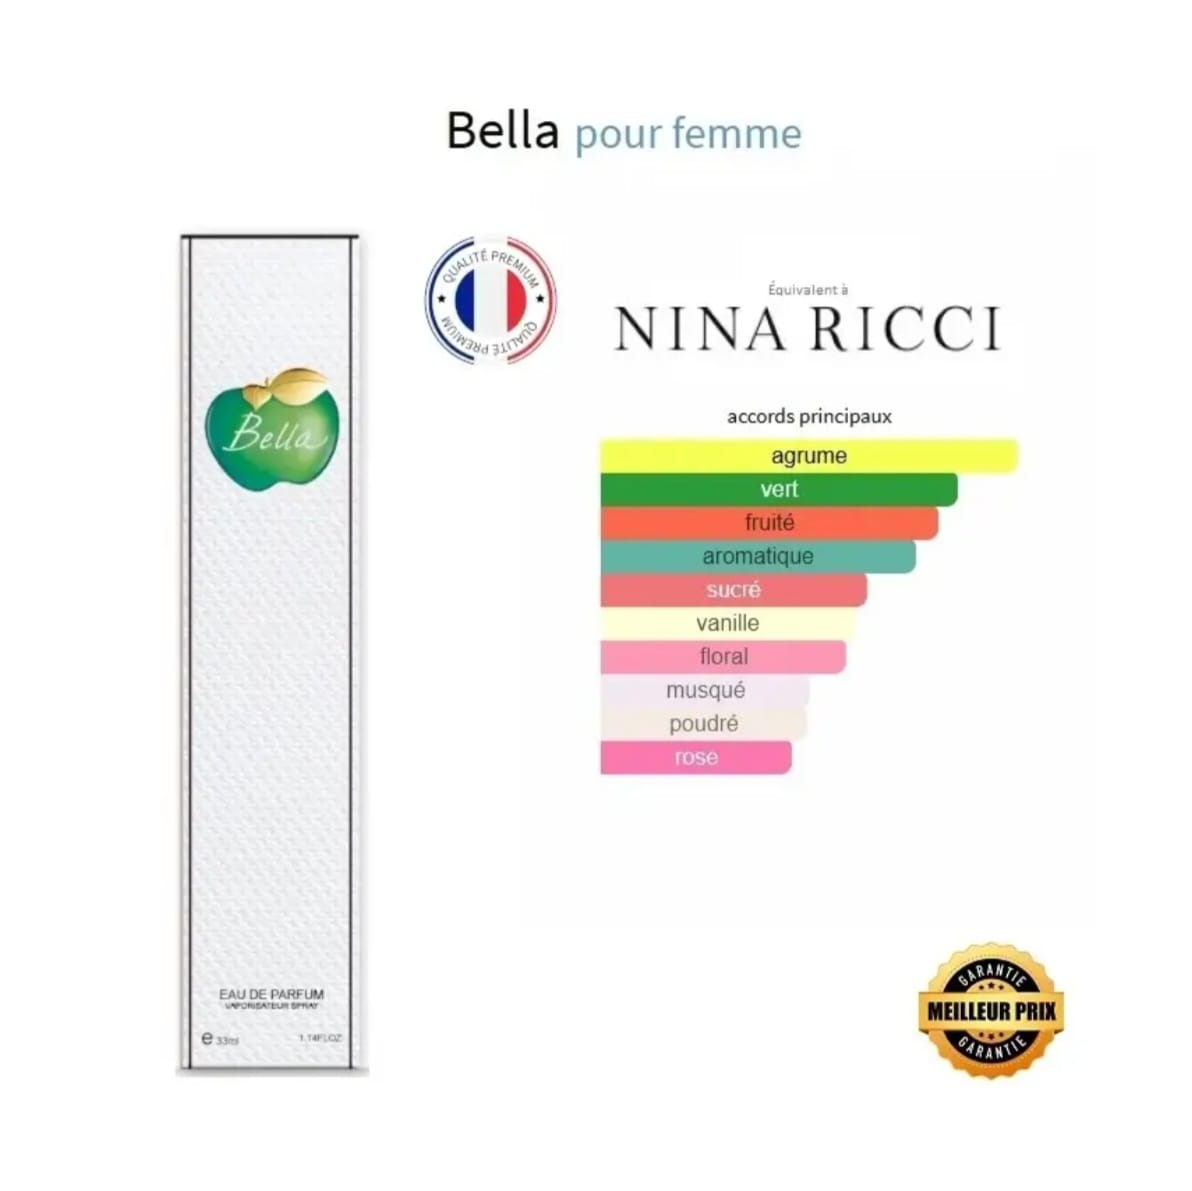 Bella pour femme
QUALITÉ PREMIUM
QUALITÉ PREMIUM
Équivalent à
NINA RICCI
accords principaux
agrume
vert
fruité
aromatique
sucré
vanille
floral
musqué
poudré
rose
Bella
EAU DE PARFUM
VAPORISATEUR SPRAY
e 33ml 1.14FLOZ
GARANTIE
MEILLEUR PRIX
GARANTIE